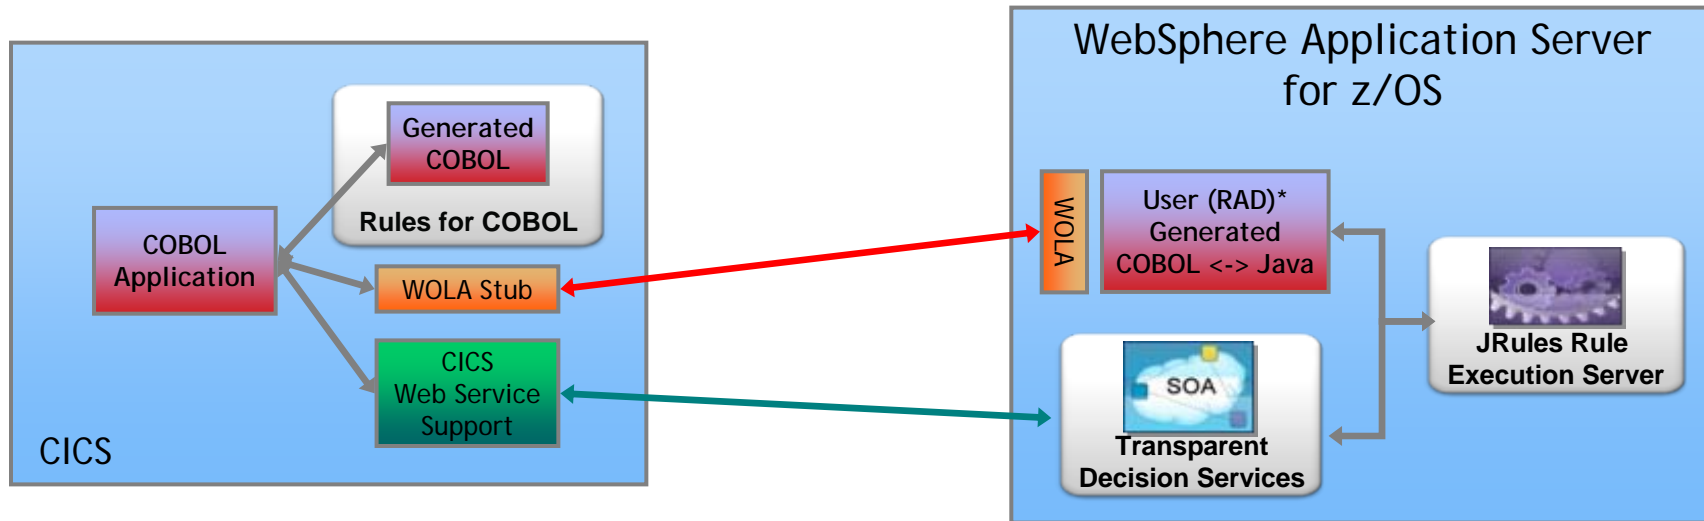 WebSphere Application Server
for z/OS
Generated
COBOL
Rules for COBOL
COBOL
Application
WOLA Stub
CICS
Web Service
Support
CICS
WOLA
User (RAD)*
Generated
COBOL <-> Java
SOA
Transparent
Decision Services
JRules Rule
Execution Server